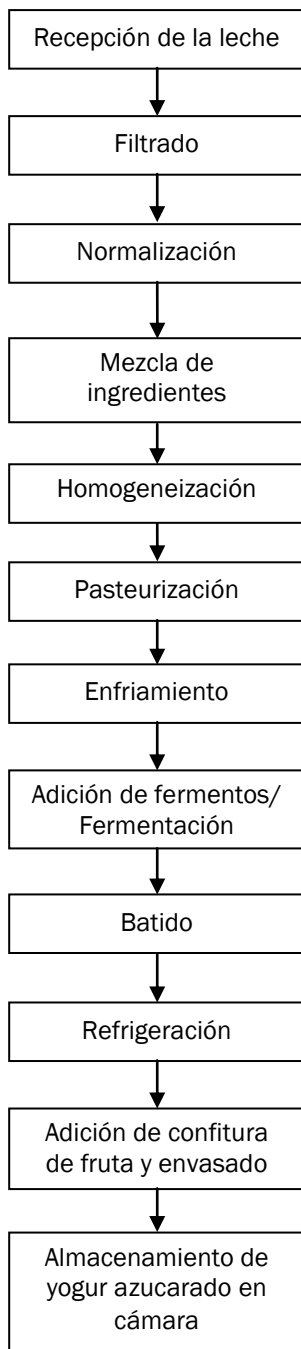 Recepción de la leche
Filtrado
Normalización
Mezcla de
ingredientes
Homogeneización
Pasteurización
Enfriamiento
Adición de fermentos/
Fermentación
Batido
Refrigeración
Adición de confitura
de fruta y envasado
Almacenamiento de
yogur azucarado en
cámara